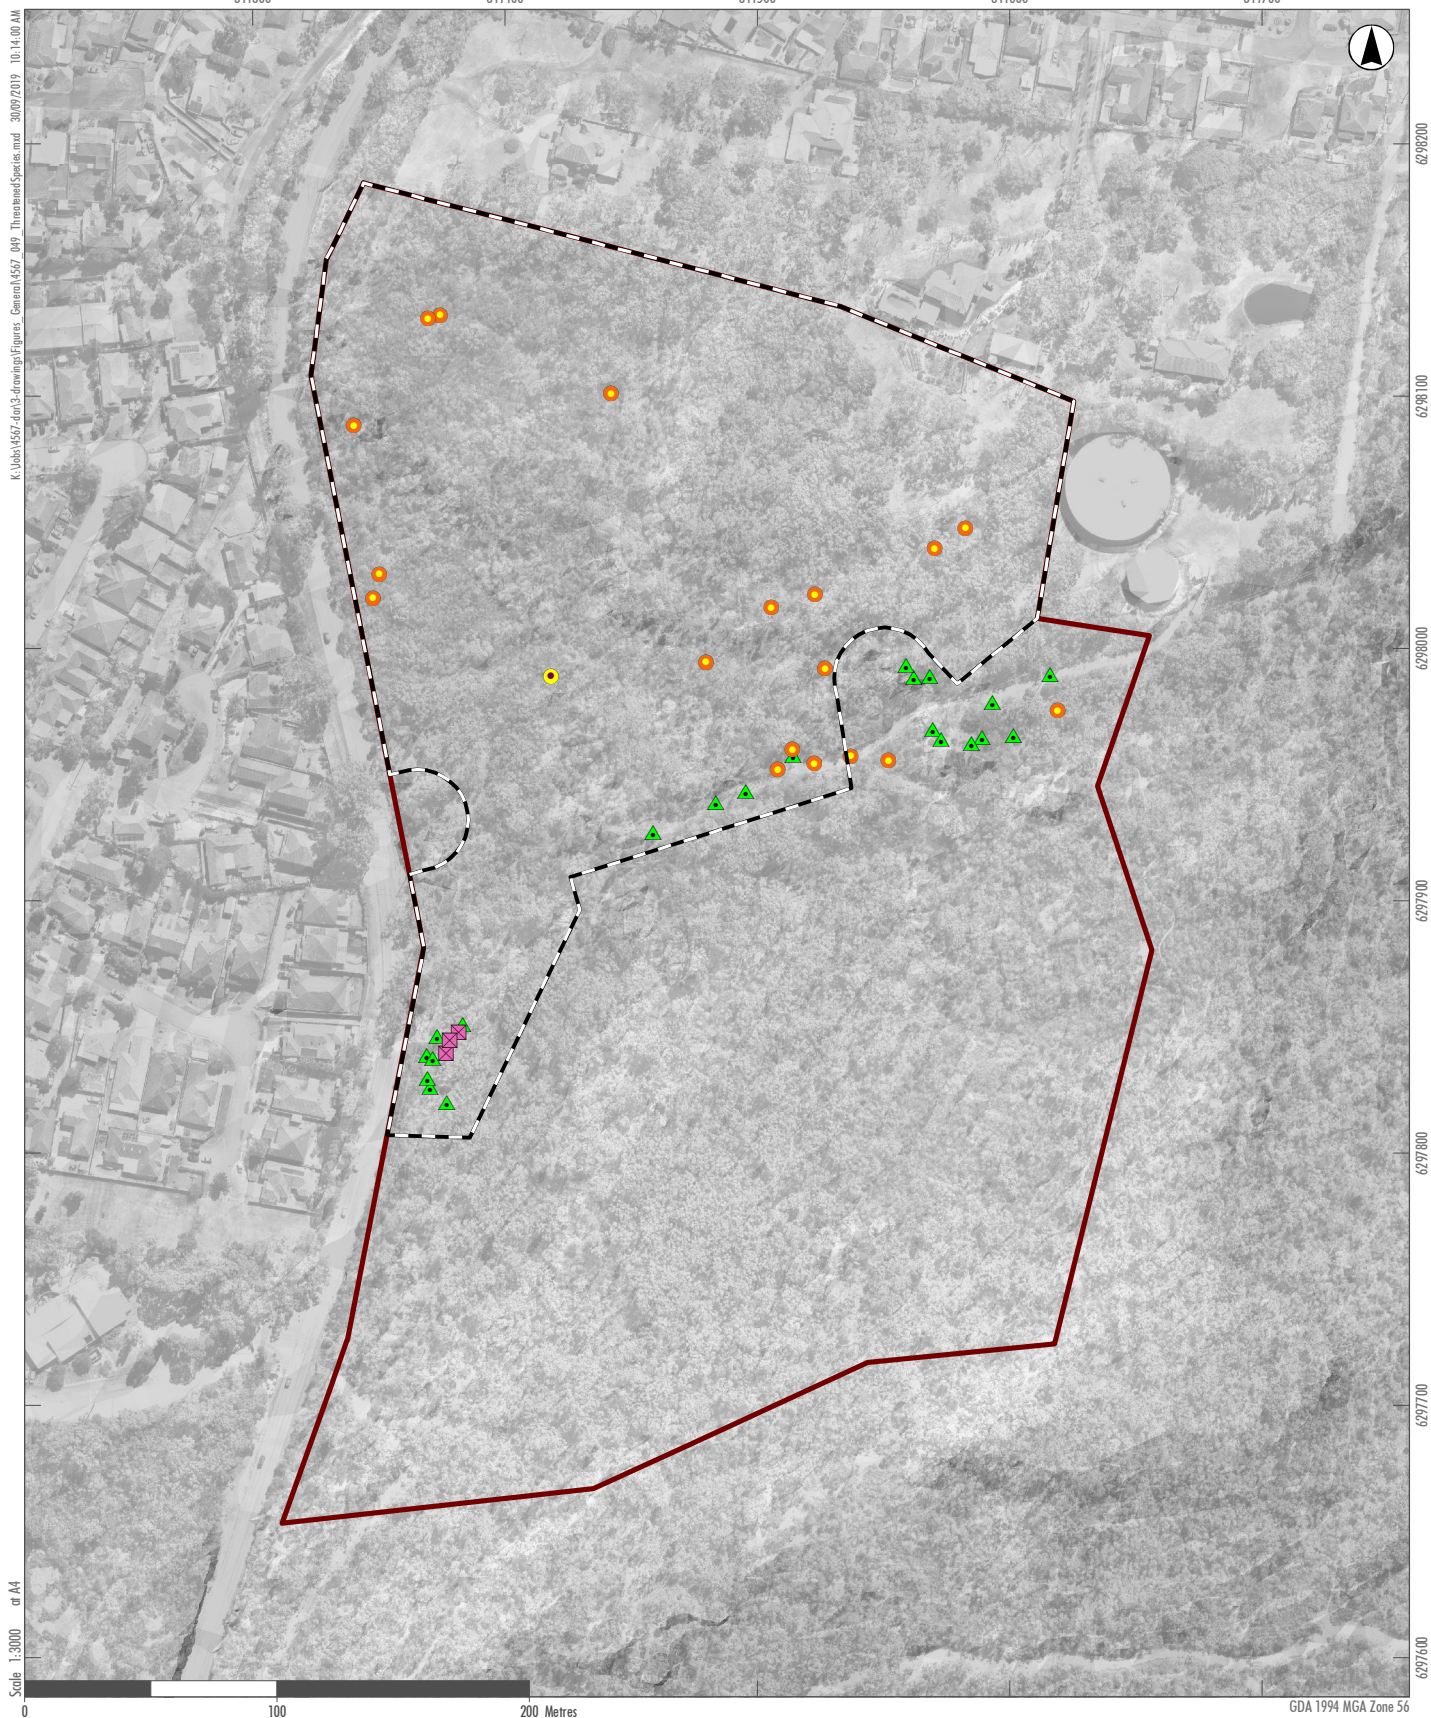 K:\Jobs\4567-dan\3-drawings\Figures_General\4567_049_ThreatenedSpecies.mxd 30/09/2019 10:14:00 AM
6298200
6298100
6298000
6297900
6297800
6297700
6297600
Scale 1:3000 at A4
0 100 200 Metres
GDA 1994 MGA Zone 56